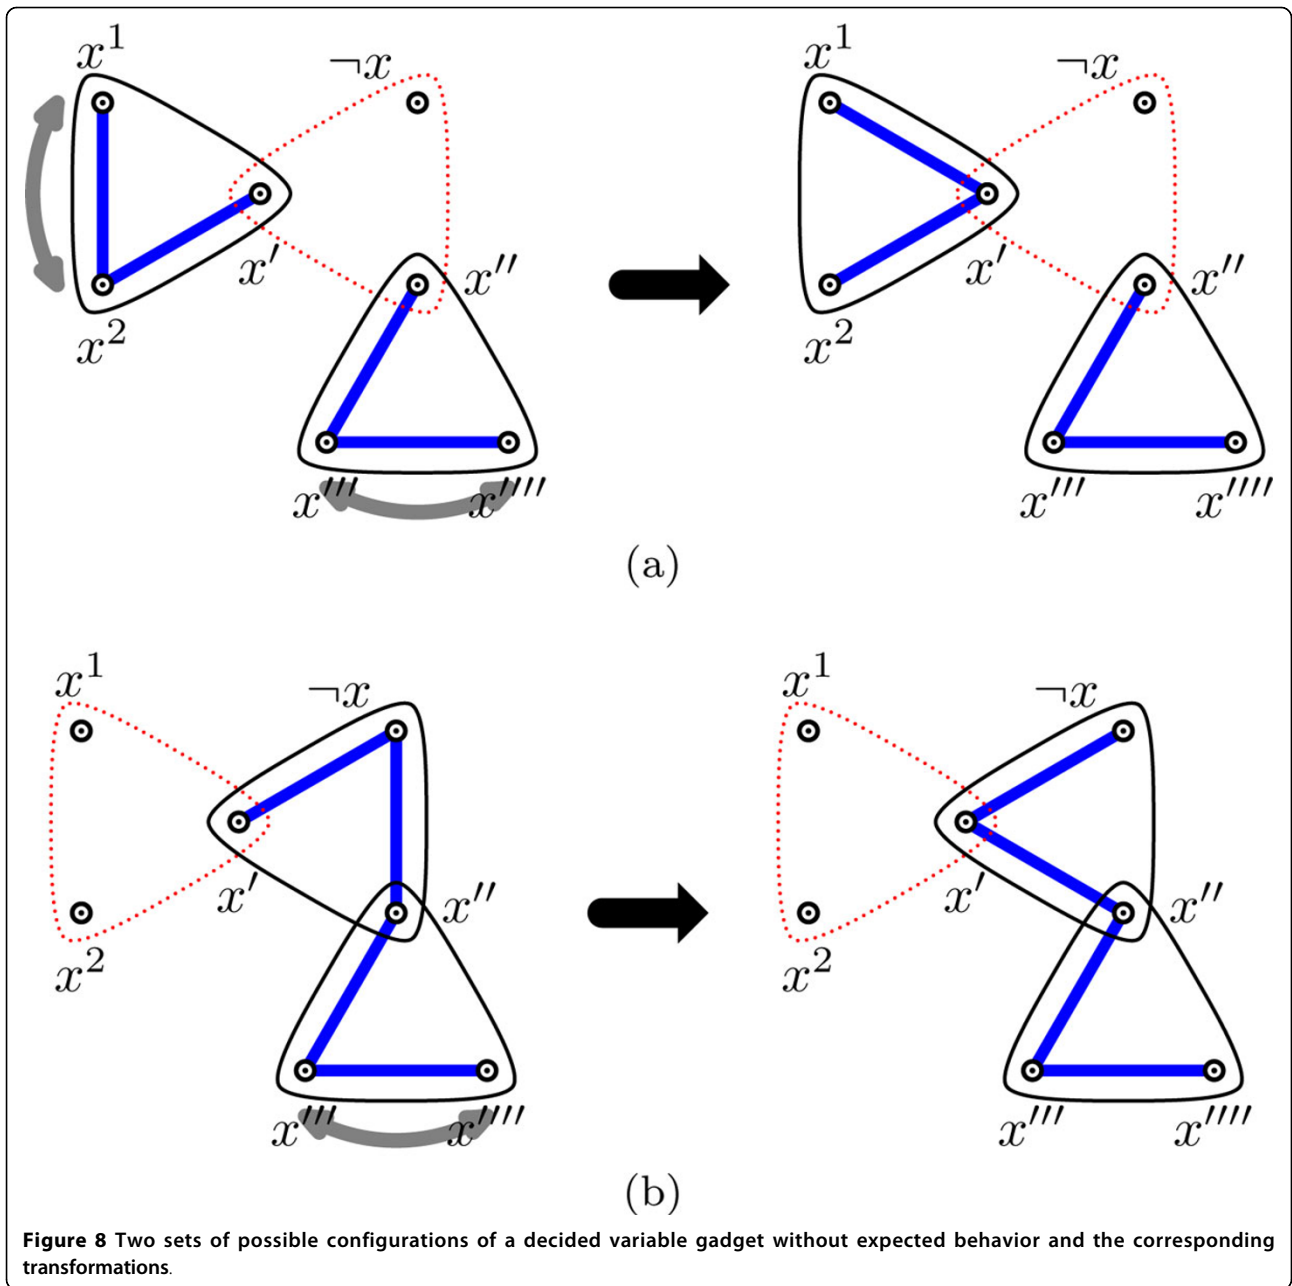 x¹ ¬x x¹ ¬x
x′ x″ x′ x″
x² x²
x‴ x⁗ x‴ x⁗
(a)
x¹ ¬x x¹ ¬x
x′ x″ x′ x″
x² x²
x‴ x⁗ x‴ x⁗
(b)
Figure 8 Two sets of possible configurations of a decided variable gadget without expected behavior and the corresponding
transformations.